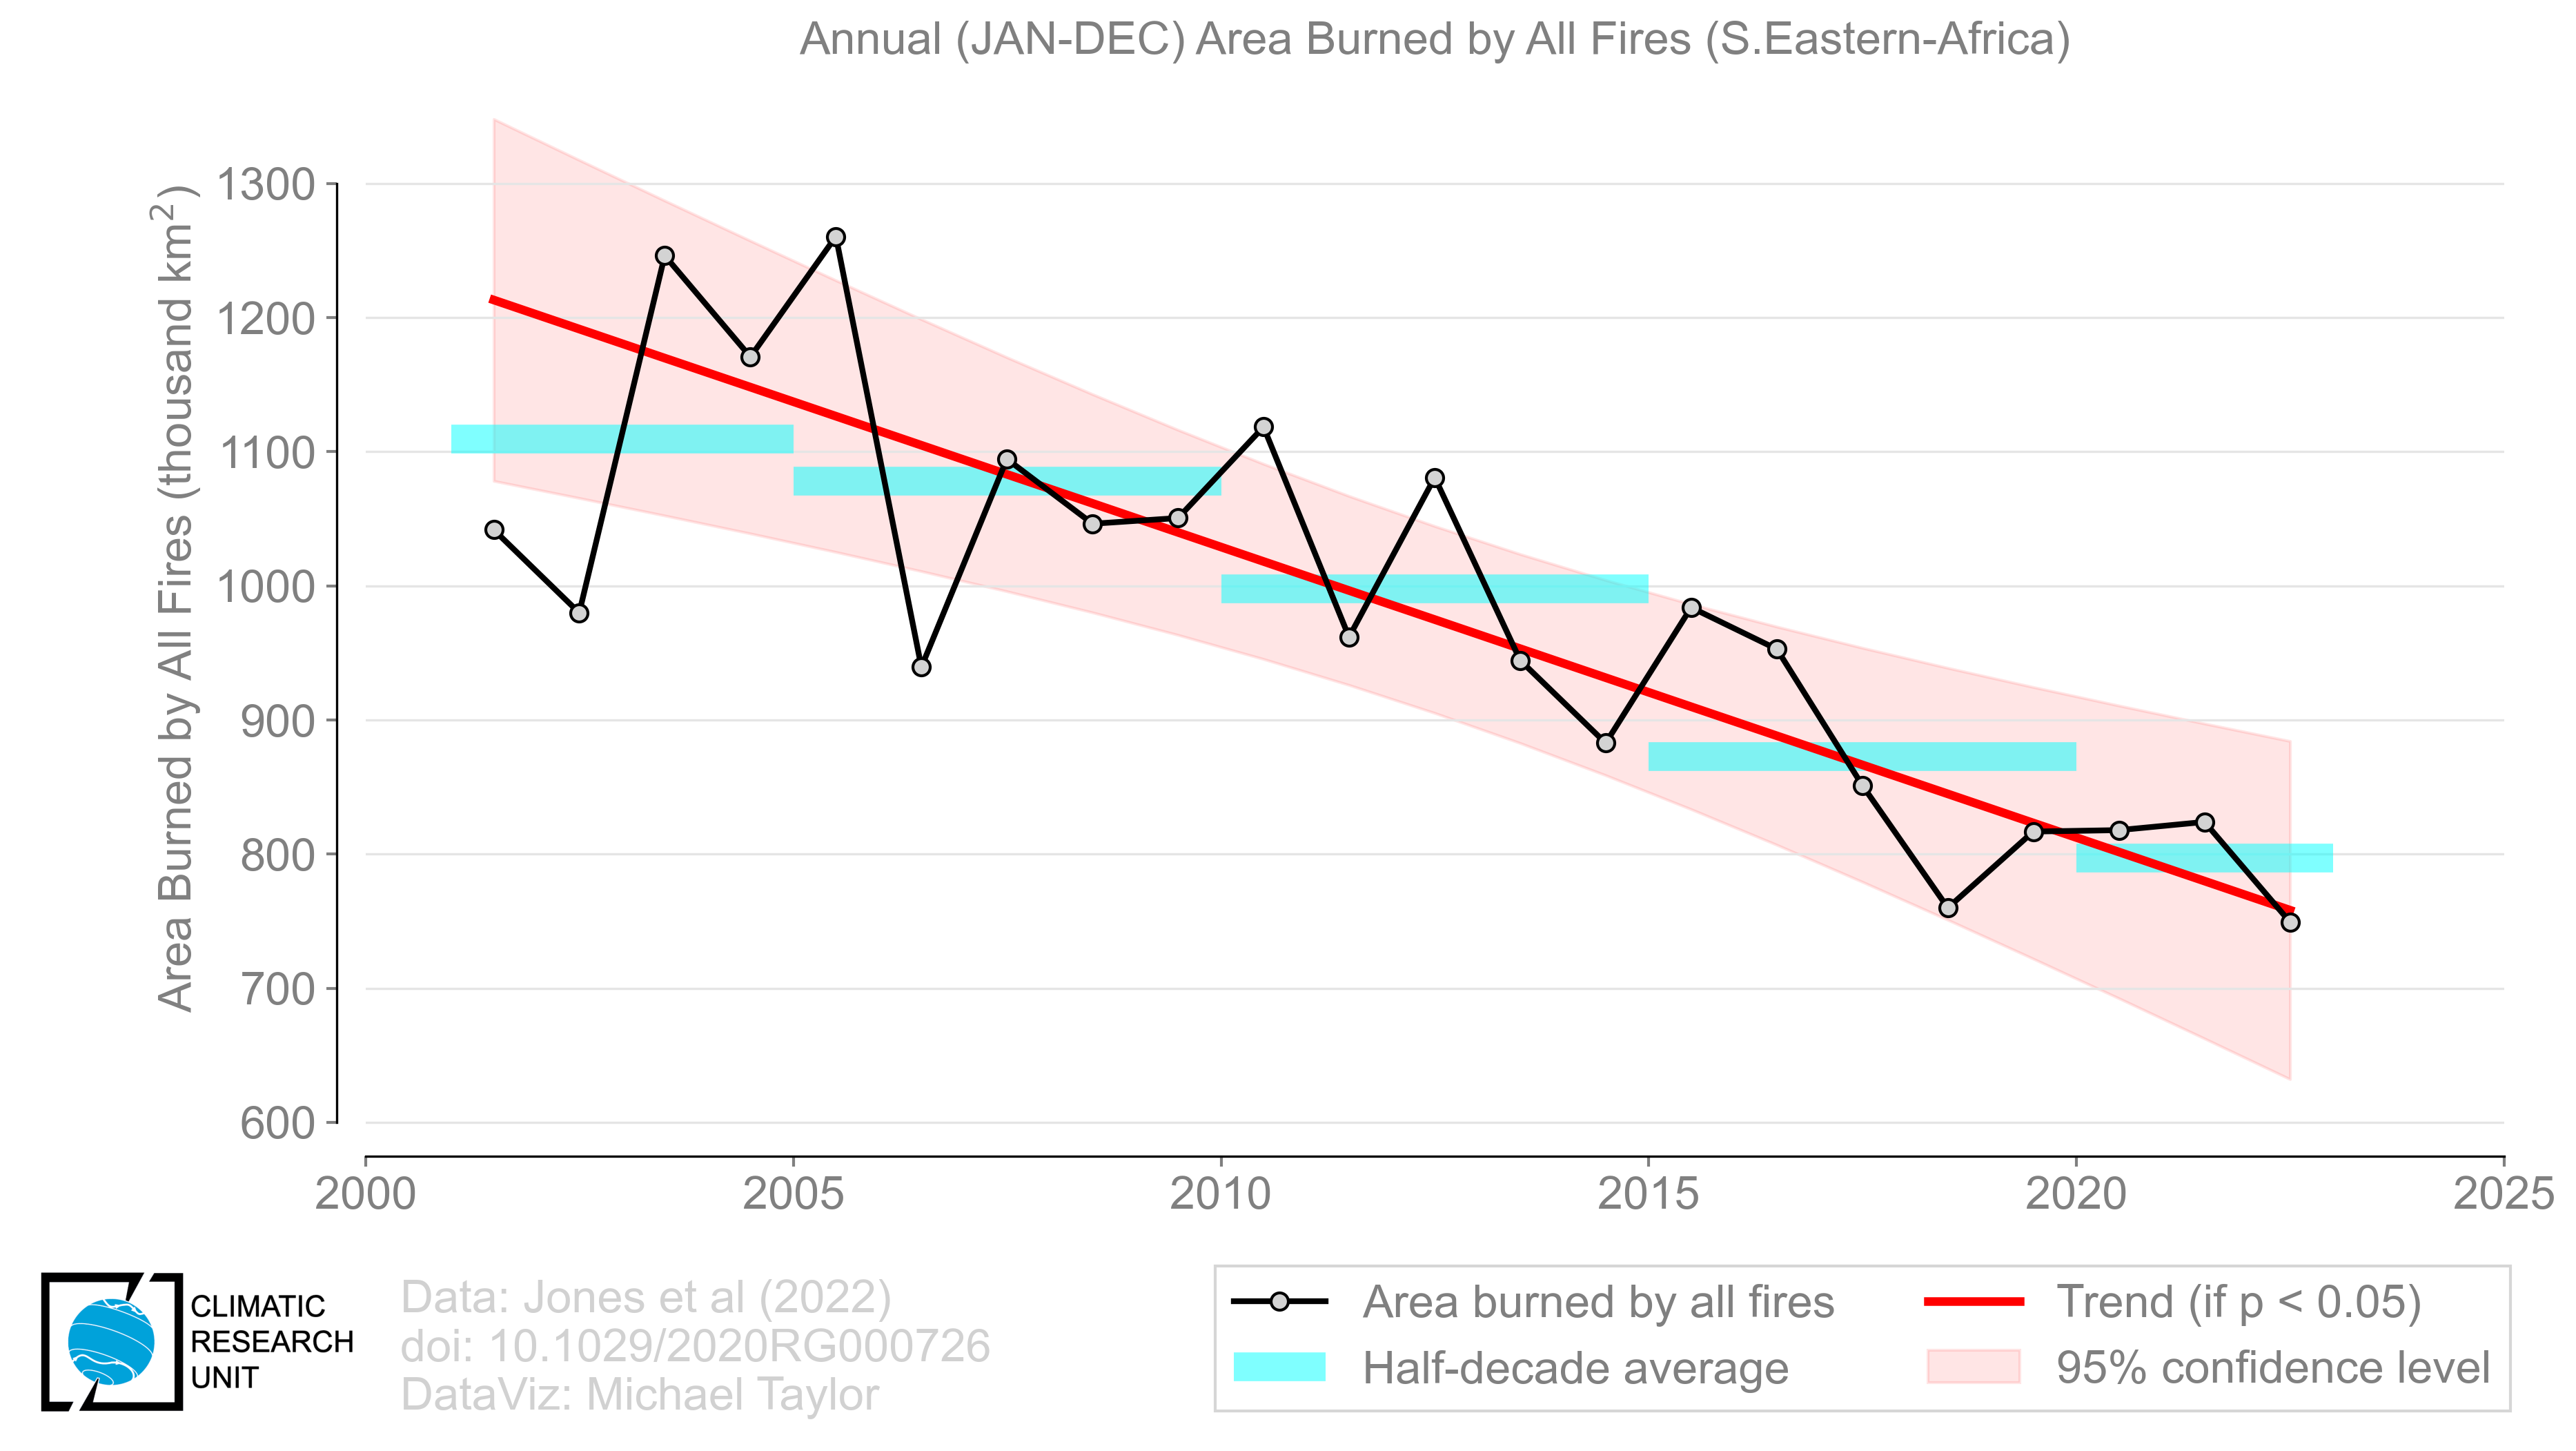 Annual (JAN-DEC) Area Burned by All Fires (S.Eastern-Africa)
Area Burned by All Fires (thousand km²)
1300
1200
1100
1000
900
800
700
600
2000 2005 2010 2015 2020 2025
CLIMATIC
RESEARCH
UNIT
Data: Jones et al (2022)
doi: 10.1029/2020RG000726
DataViz: Michael Taylor
Area burned by all fires
Half-decade average
Trend (if p < 0.05)
95% confidence level